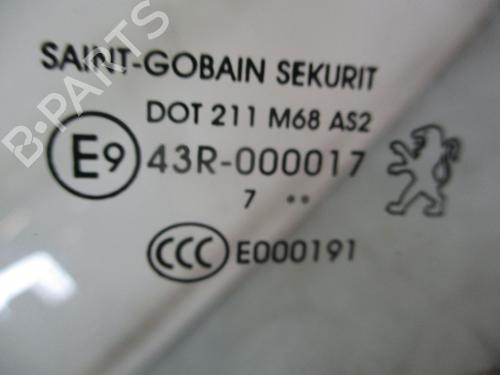 SAINT-GOBAIN SEKURIT
DOT 211 M68 AS2
E9 43R-000017
7 ··
CCC E000191
B-PARTS